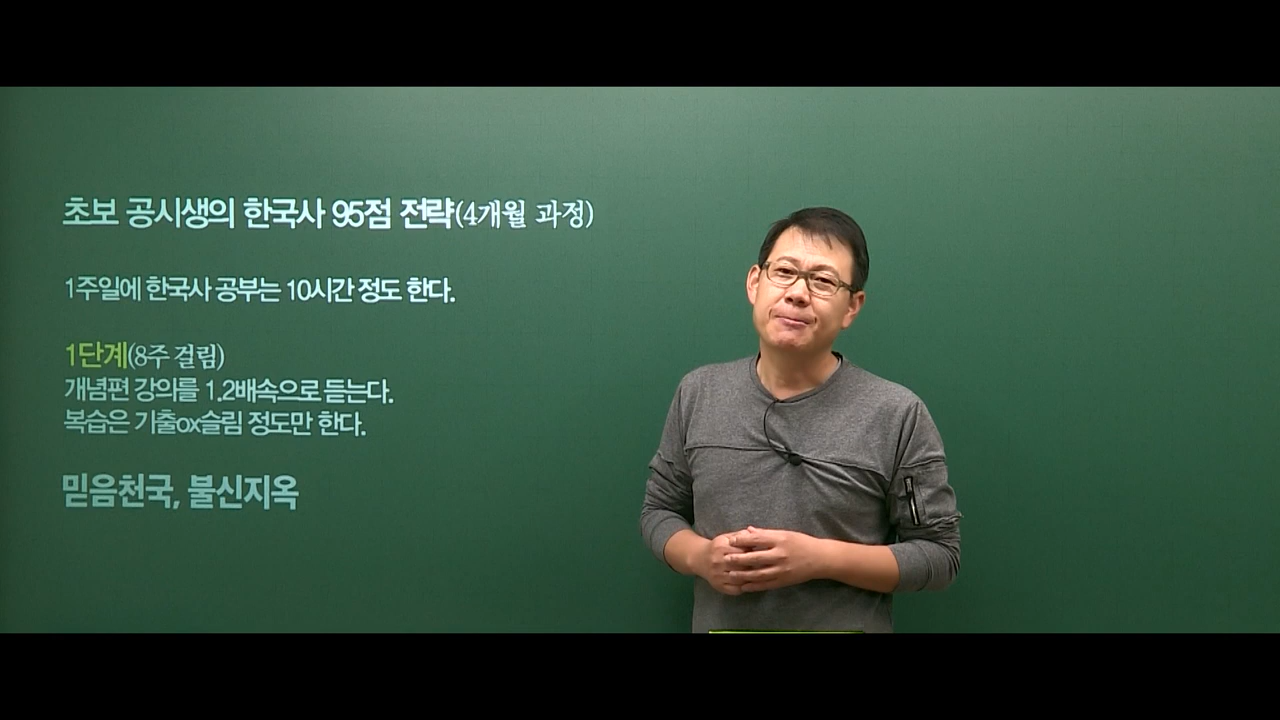 초보 공시생의 한국사 95점 전략(4개월 과정)
1주일에 한국사 공부는 10시간 정도 한다.
1단계(8주 걸림)
개념편 강의를 1.2배속으로 듣는다.
복습은 기출ox슬림 정도만 한다.
믿음천국, 불신지옥